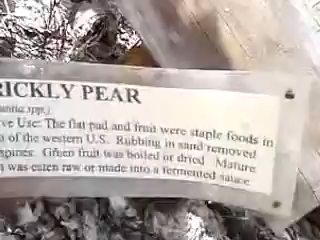 RICKLY PEAR
ve Use: The flat pad and fruit were staple foods in
of the western U.S. Rubbing in sand removed
spines. Green fruit was boiled or dried. Mature
was eaten raw or made into a fermented sauce